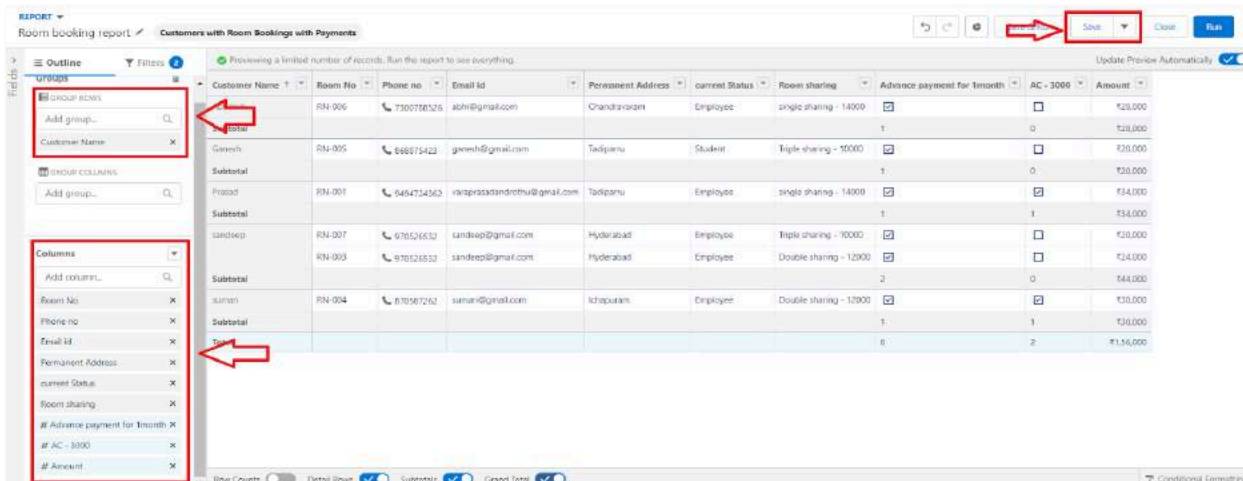 REPORT
Room booking report Customers with Room Bookings with Payments
Save Close Run
Fields
Outline Filters 2
Previewing a limited number of records. Run the report to see everything.
Update Preview Automatically
Groups
GROUP ROWS
Add group...
Customer Name
GROUP COLUMNS
Add group...
Columns
Add column...
Room No
Phone no
Email id
Permanent Address
current Status
Room sharing
# Advance payment for 1month
# AC - 3000
# Amount
Customer Name Room No Phone no Email id Permanent Address current Status Room sharing Advance payment for 1month AC - 3000 Amount
RN-006 7300788526 abhi@gmail.com Chandravaram Employee single sharing - 14000 ₹28,000
Subtotal 1 0 ₹28,000
Ganesh RN-005 868875423 ganesh@gmail.com Tadiparru Student Triple sharing - 10000 ₹20,000
Subtotal 1 0 ₹20,000
Prasad RN-001 9494724362 varaprasadandrothu@gmail.com Tadiparru Employee single sharing - 14000 ₹34,000
Subtotal 1 1 ₹34,000
sandeep RN-007 978526532 sandeep@gmail.com Hyderabad Employee Triple sharing - 10000 ₹20,000
RN-003 978526532 sandeep@gmail.com Hyderabad Employee Double sharing - 12000 ₹24,000
Subtotal 2 0 ₹44,000
suman RN-004 870587262 suman@gmail.com Ichapuram Employee Double sharing - 12000 ₹30,000
Subtotal 1 1 ₹30,000
6 2 ₹1,56,000
Row Counts Detail Rows Subtotals Grand Total Conditional Formatting